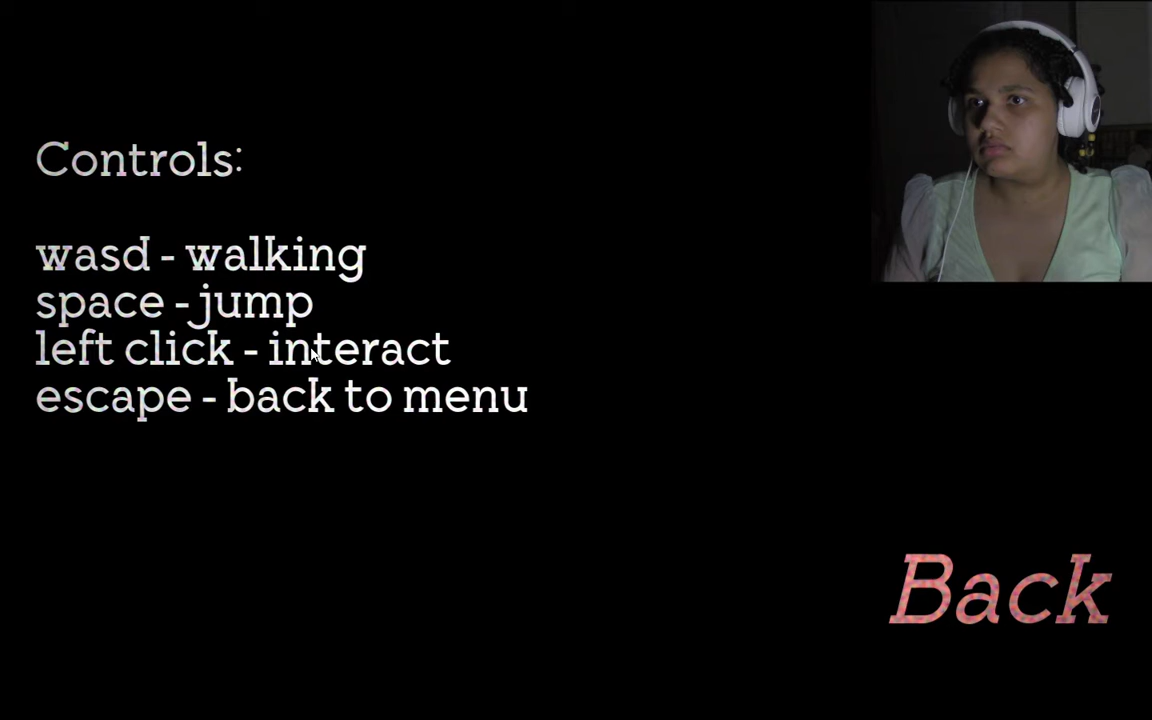 Controls:
wasd - walking
space - jump
left click - interact
escape - back to menu
Back